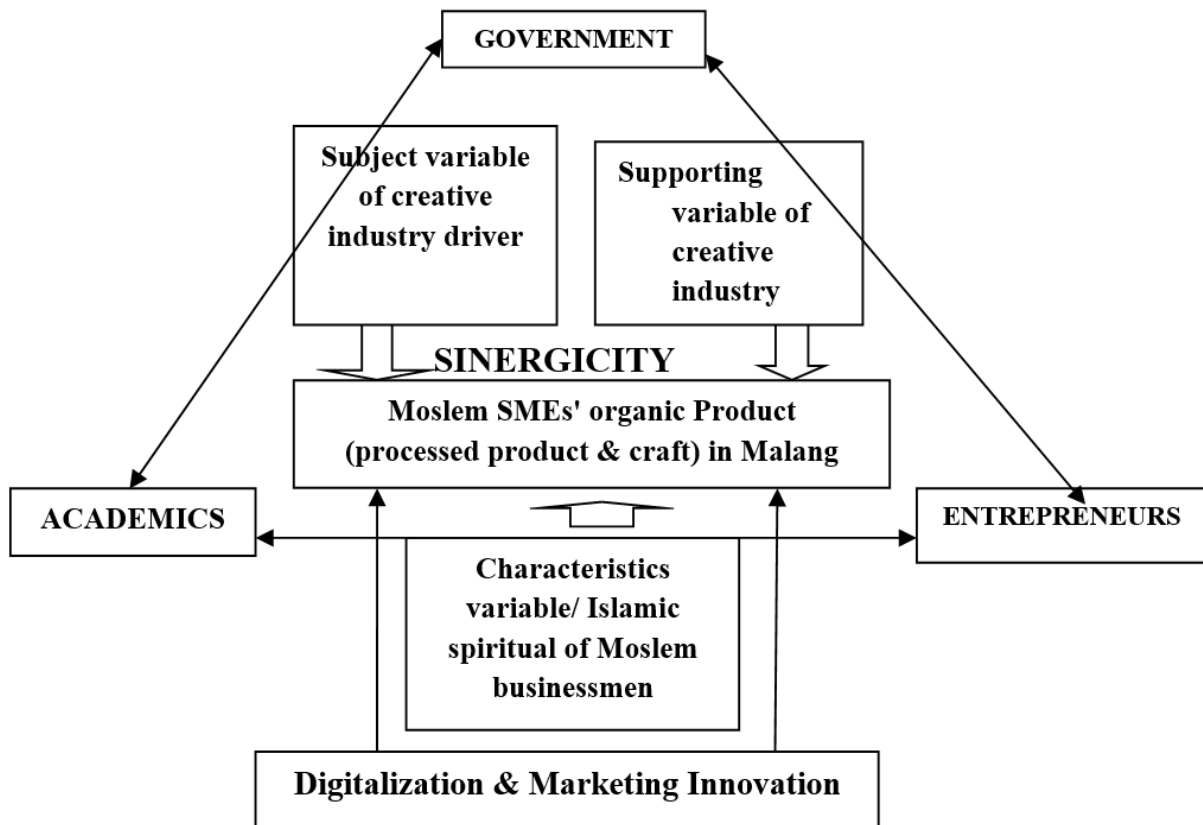 GOVERNMENT
Subject variable
of creative
industry driver
Supporting
variable of
creative
industry
SINERGICITY
Moslem SMEs' organic Product
(processed product & craft) in Malang
ACADEMICS
ENTREPRENEURS
Characteristics
variable/ Islamic
spiritual of Moslem
businessmen
Digitalization & Marketing Innovation